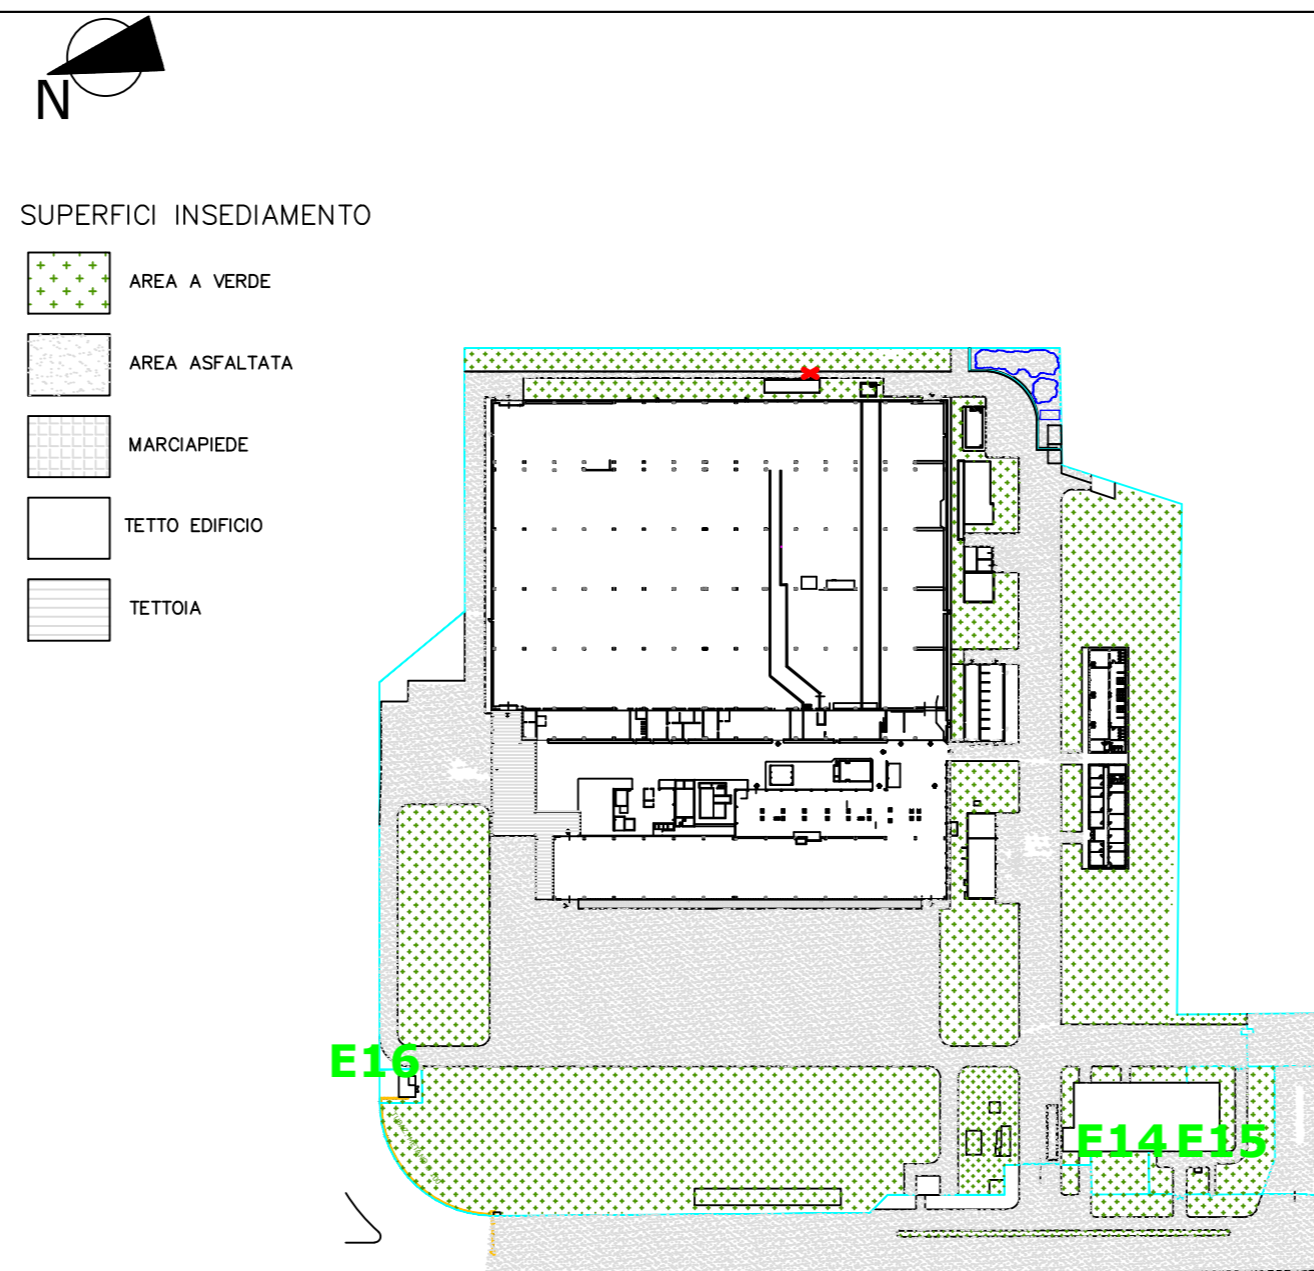 N
SUPERFICI INSEDIAMENTO
AREA A VERDE
AREA ASFALTATA
MARCIAPIEDE
TETTO EDIFICIO
TETTOIA
E16
E14 E15